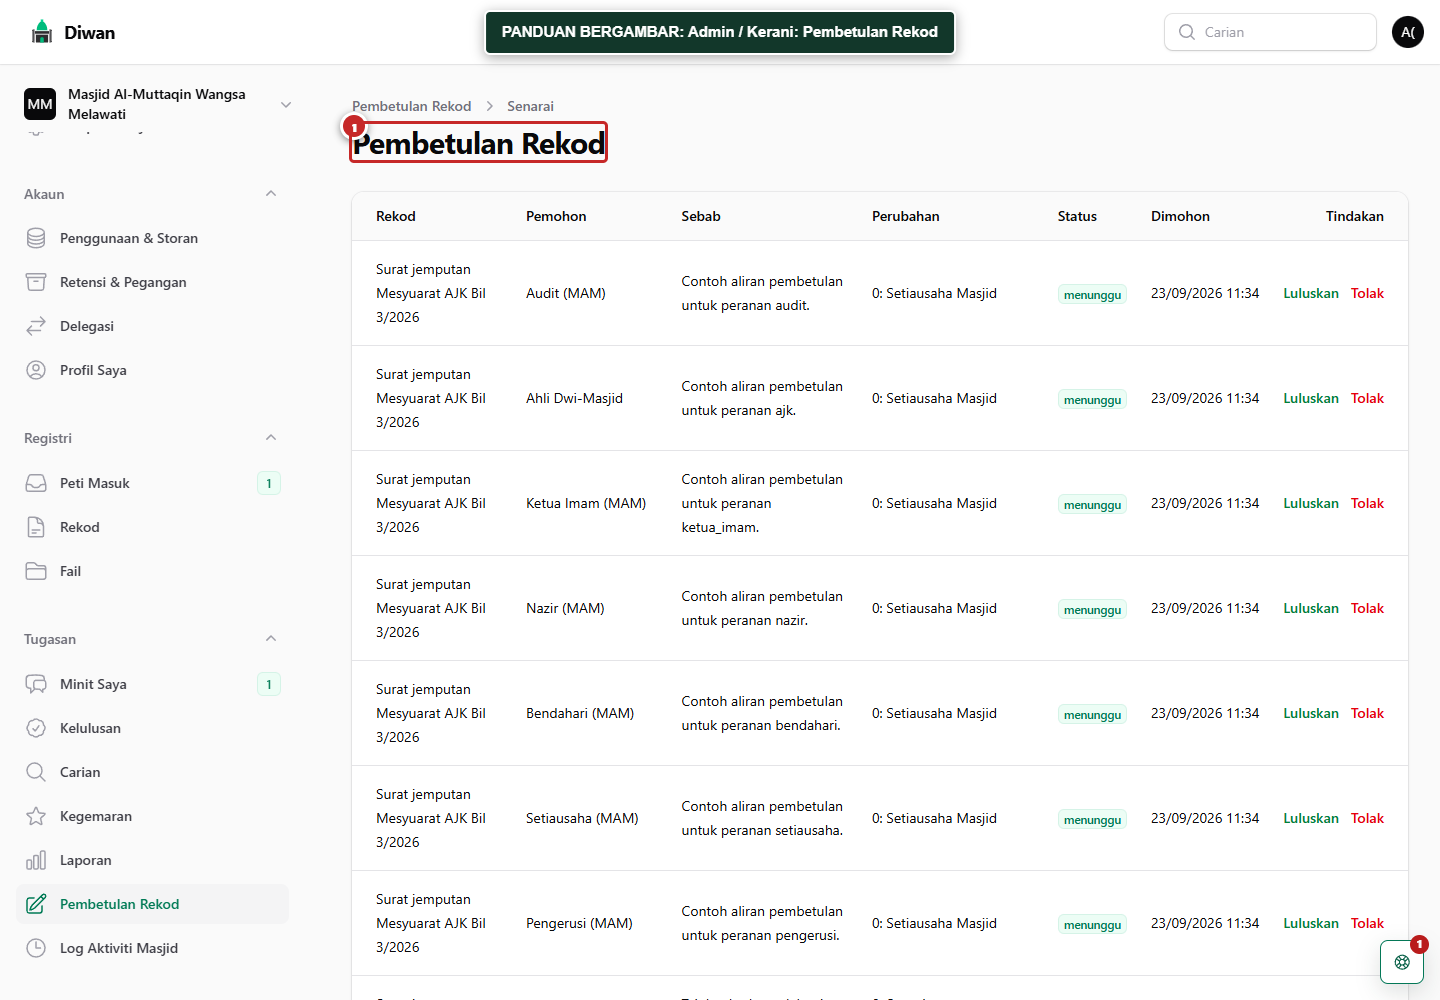 Diwan
PANDUAN BERGAMBAR: Admin / Kerani: Pembetulan Rekod
Carian
A(
MM
Masjid Al-Muttaqin Wangsa
Melawati
Akaun
Penggunaan & Storan
Retensi & Pegangan
Delegasi
Profil Saya
Registri
Peti Masuk
1
Rekod
Fail
Tugasan
Minit Saya
1
Kelulusan
Carian
Kegemaran
Laporan
Pembetulan Rekod
Log Aktiviti Masjid
Pembetulan Rekod > Senarai
1
Pembetulan Rekod
Rekod Pemohon Sebab Perubahan Status Dimohon Tindakan
Surat jemputan
Mesyuarat AJK Bil
3/2026
Audit (MAM)
Contoh aliran pembetulan
untuk peranan audit.
0: Setiausaha Masjid
menunggu
23/09/2026 11:34
Luluskan Tolak
Surat jemputan
Mesyuarat AJK Bil
3/2026
Ahli Dwi-Masjid
Contoh aliran pembetulan
untuk peranan ajk.
0: Setiausaha Masjid
menunggu
23/09/2026 11:34
Luluskan Tolak
Surat jemputan
Mesyuarat AJK Bil
3/2026
Ketua Imam (MAM)
Contoh aliran pembetulan
untuk peranan
ketua_imam.
0: Setiausaha Masjid
menunggu
23/09/2026 11:34
Luluskan Tolak
Surat jemputan
Mesyuarat AJK Bil
3/2026
Nazir (MAM)
Contoh aliran pembetulan
untuk peranan nazir.
0: Setiausaha Masjid
menunggu
23/09/2026 11:34
Luluskan Tolak
Surat jemputan
Mesyuarat AJK Bil
3/2026
Bendahari (MAM)
Contoh aliran pembetulan
untuk peranan bendahari.
0: Setiausaha Masjid
menunggu
23/09/2026 11:34
Luluskan Tolak
Surat jemputan
Mesyuarat AJK Bil
3/2026
Setiausaha (MAM)
Contoh aliran pembetulan
untuk peranan setiausaha.
0: Setiausaha Masjid
menunggu
23/09/2026 11:34
Luluskan Tolak
Surat jemputan
Mesyuarat AJK Bil
3/2026
Pengerusi (MAM)
Contoh aliran pembetulan
untuk peranan pengerusi.
0: Setiausaha Masjid
menunggu
23/09/2026 11:34
Luluskan Tolak
1